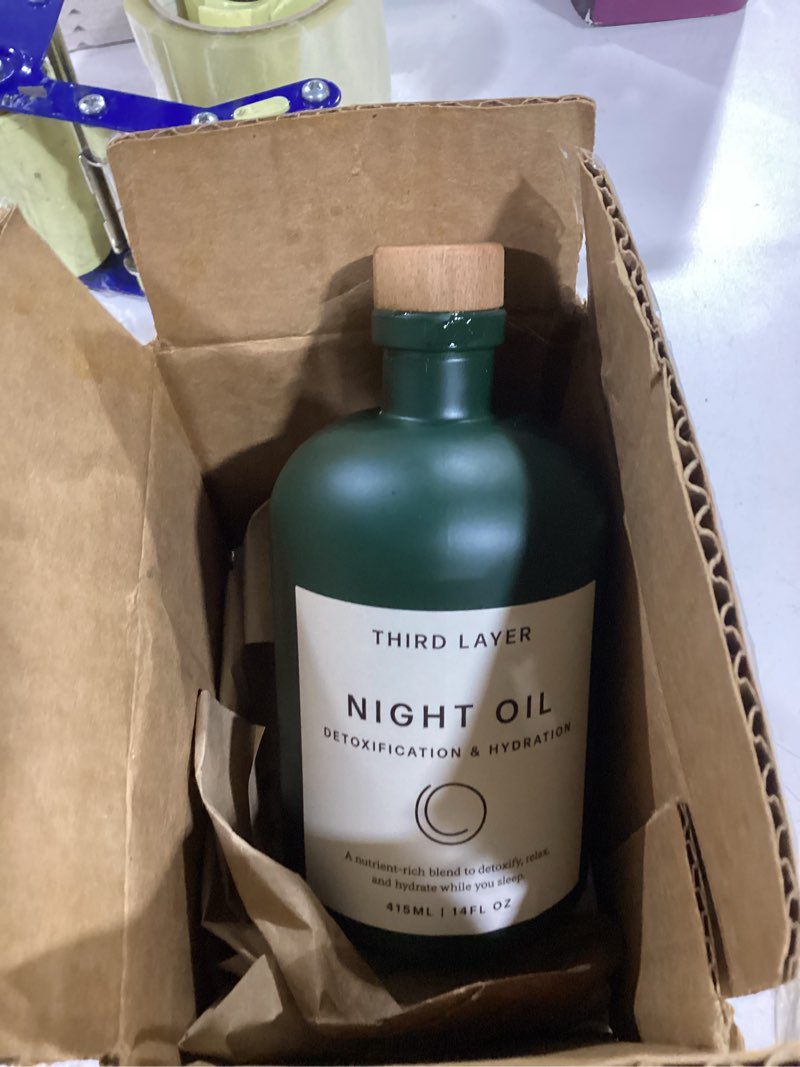 THIRD LAYER
NIGHT OIL
DETOXIFICATION & HYDRATION
A nutrient-rich blend to detoxify, relax,
and hydrate while you sleep.
415ML | 14FL OZ